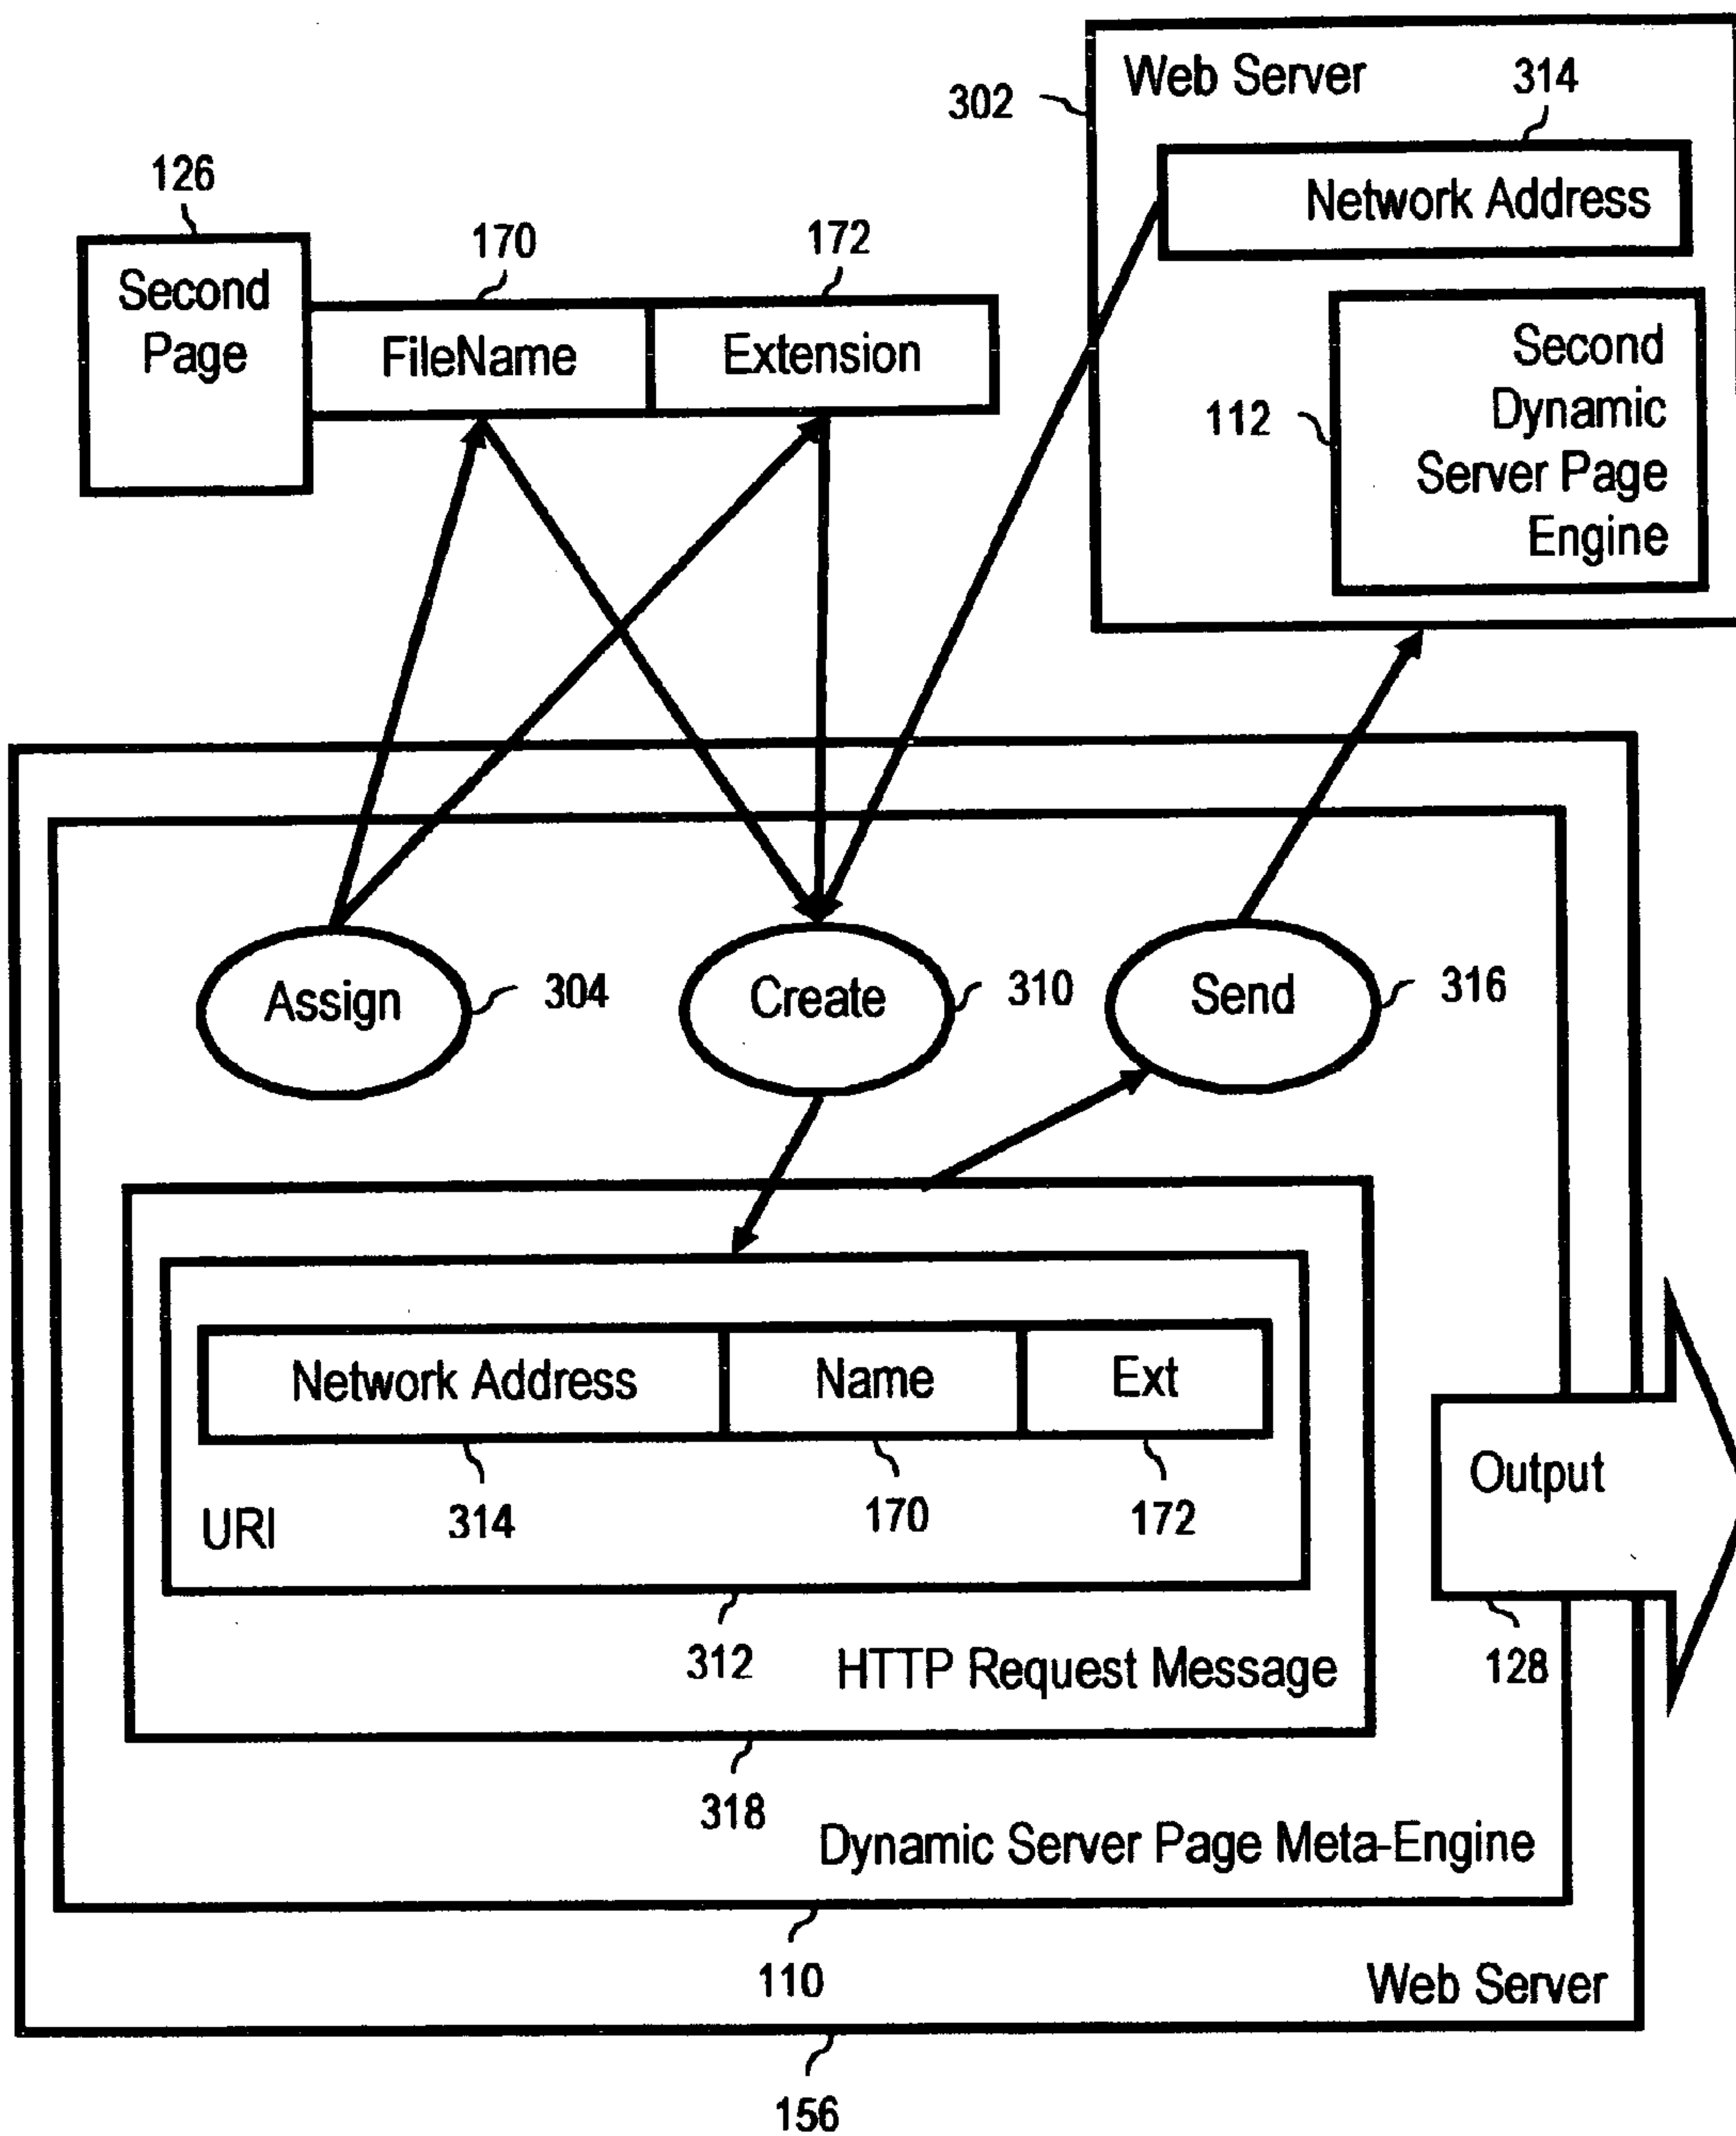 Web Server
314
302
Network Address
126
170
172
Second
Page
FileName
Extension
Second
Dynamic
Server Page
Engine
112
Assign
304
Create
310
Send
316
Network Address
Name
Ext
314
170
172
URI
Output
312
HTTP Request Message
128
318
Dynamic Server Page Meta-Engine
110
Web Server
156